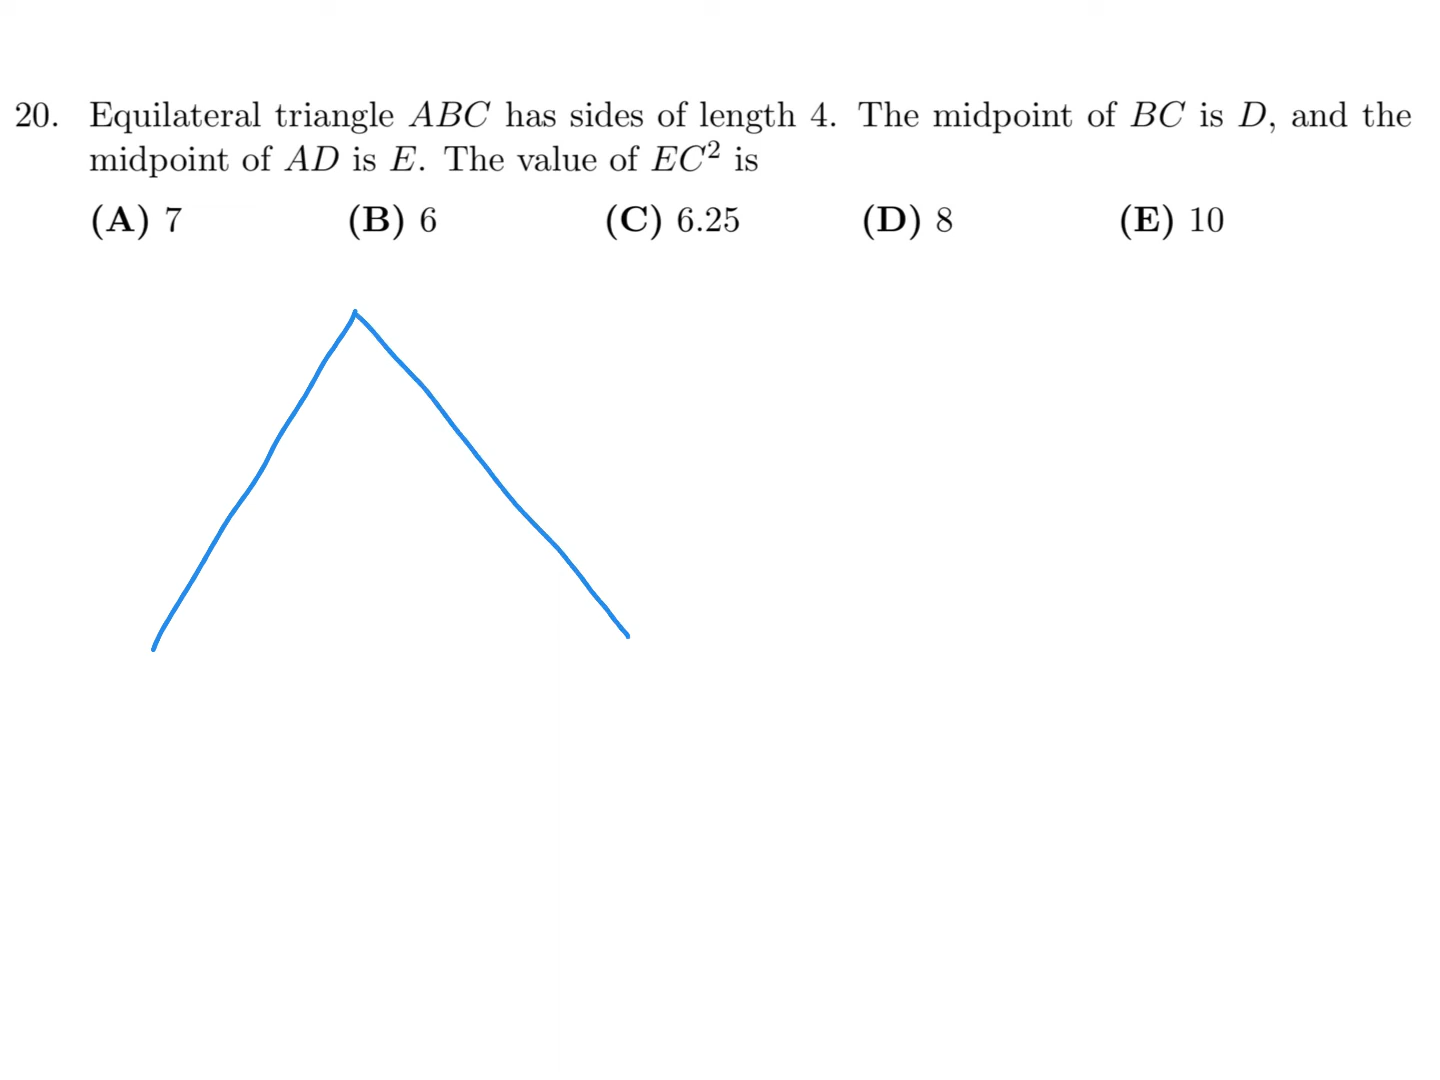 20. Equilateral triangle ABC has sides of length 4. The midpoint of BC is D, and the
midpoint of AD is E. The value of EC² is
(A) 7 (B) 6 (C) 6.25 (D) 8 (E) 10